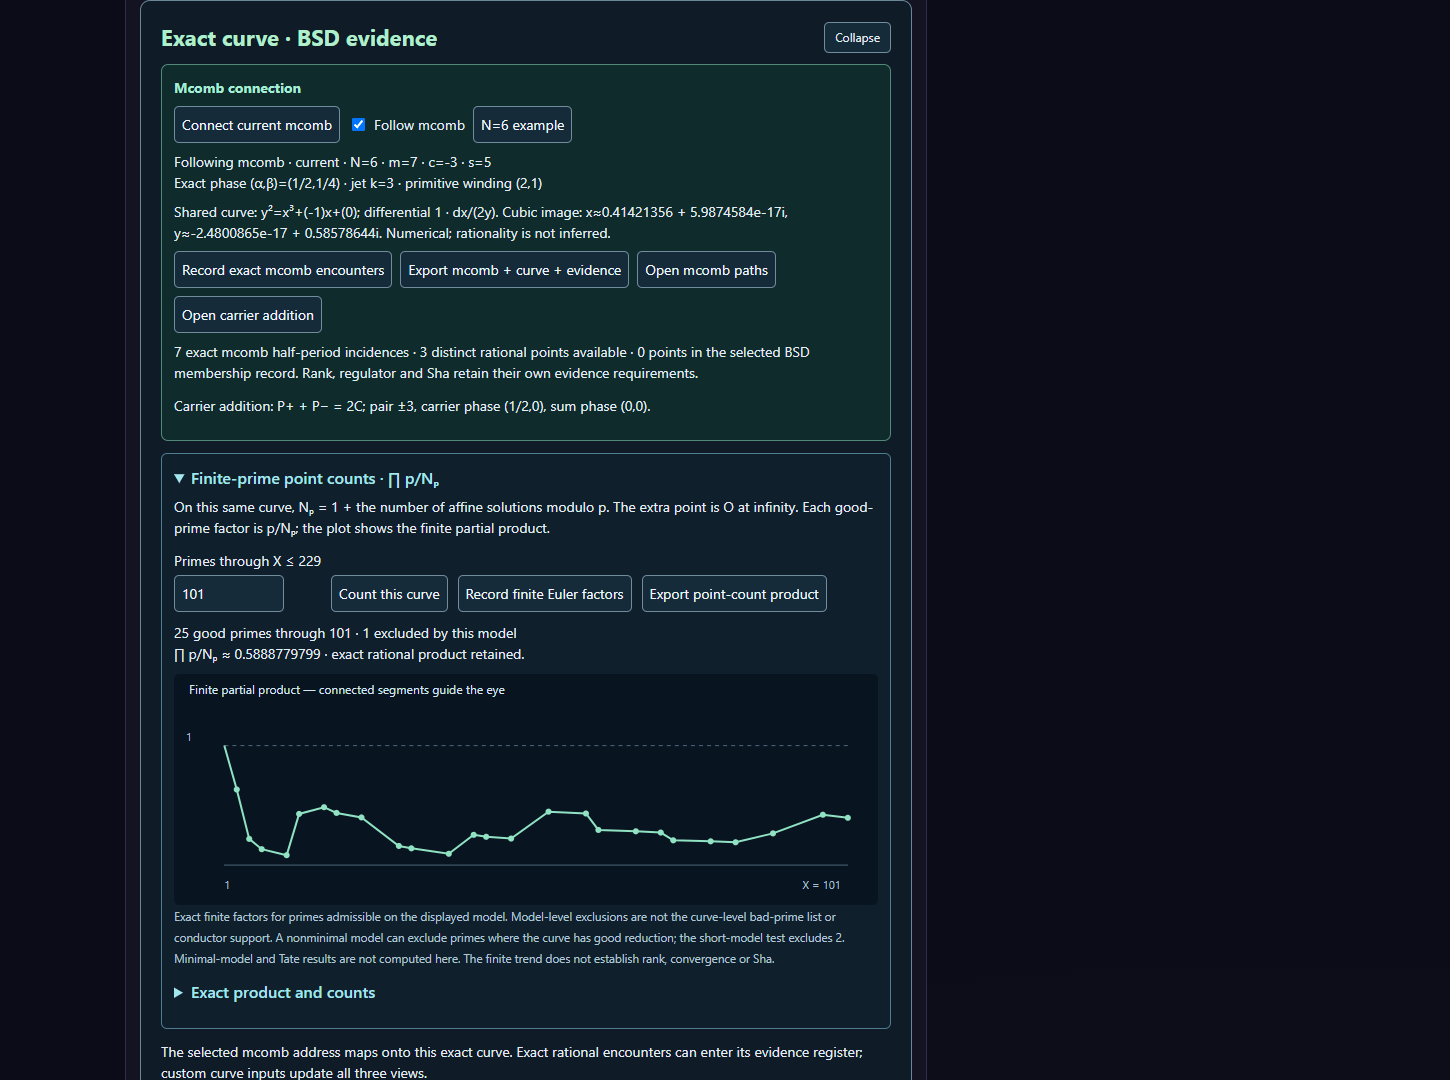 Exact curve · BSD evidence
Collapse
Mcomb connection
Connect current mcomb
Follow mcomb
N=6 example
Following mcomb · current · N=6 · m=7 · c=-3 · s=5
Exact phase (α,β)=(1/2,1/4) · jet k=3 · primitive winding (2,1)
Shared curve: y²=x³+(-1)x+(0); differential 1 · dx/(2y). Cubic image: x≈0.41421356 + 5.9874584e-17i,
y≈-2.4800865e-17 + 0.58578644i. Numerical; rationality is not inferred.
Record exact mcomb encounters
Export mcomb + curve + evidence
Open mcomb paths
Open carrier addition
7 exact mcomb half-period incidences · 3 distinct rational points available · 0 points in the selected BSD
membership record. Rank, regulator and Sha retain their own evidence requirements.
Carrier addition: P+ + P− = 2C; pair ±3, carrier phase (1/2,0), sum phase (0,0).
▼ Finite-prime point counts · ∏ p/Nₚ
On this same curve, Nₚ = 1 + the number of affine solutions modulo p. The extra point is O at infinity. Each good-
prime factor is p/Nₚ; the plot shows the finite partial product.
Primes through X ≤ 229
101
Count this curve
Record finite Euler factors
Export point-count product
25 good primes through 101 · 1 excluded by this model
∏ p/Nₚ ≈ 0.5888779799 · exact rational product retained.
Finite partial product — connected segments guide the eye
1
1
X = 101
Exact finite factors for primes admissible on the displayed model. Model-level exclusions are not the curve-level bad-prime list or
conductor support. A nonminimal model can exclude primes where the curve has good reduction; the short-model test excludes 2.
Minimal-model and Tate results are not computed here. The finite trend does not establish rank, convergence or Sha.
▶ Exact product and counts
The selected mcomb address maps onto this exact curve. Exact rational encounters can enter its evidence register;
custom curve inputs update all three views.